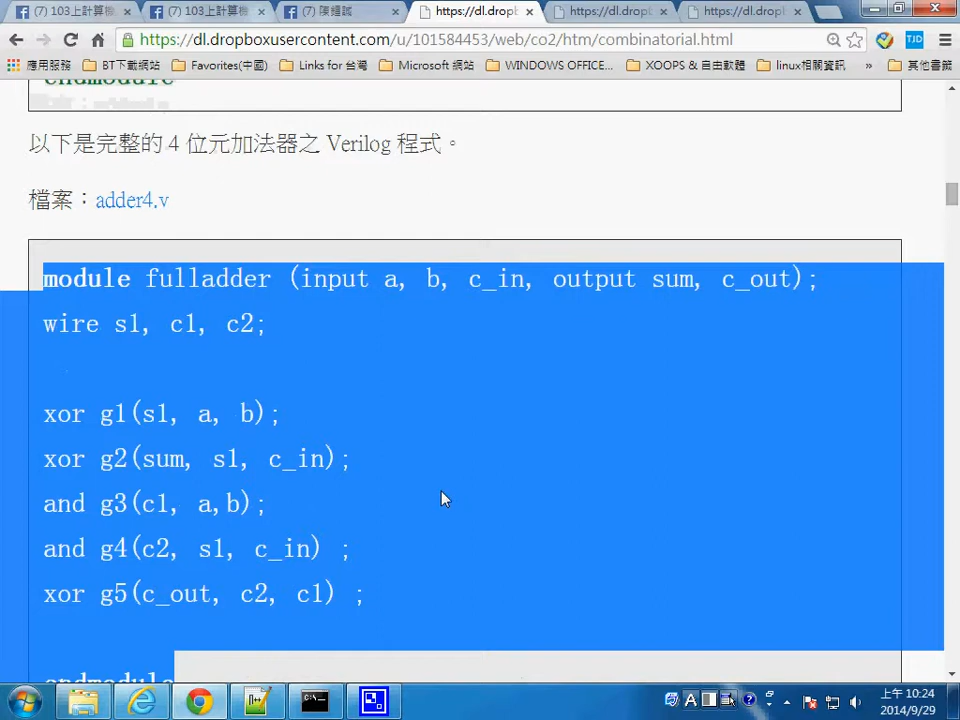 (7) 103上計算機
(7) 103上計算機
(7) 陳鍾誠
https://dl.dropb
https://dl.dropb
https://dl.dropb
https://dl.dropboxusercontent.com/u/101584453/web/co2/htm/combinatorial.html
應用服務
BT下載網站
Favorites(中國)
Links for 台灣
Microsoft 網站
WINDOWS OFFICE...
XOOPS & 自由軟體
linux相關資訊
»
其他書籤
endmodule
以下是完整的 4 位元加法器之 Verilog 程式。
檔案：adder4.v
module fulladder (input a, b, c_in, output sum, c_out);
wire s1, c1, c2;
xor g1(s1, a, b);
xor g2(sum, s1, c_in);
and g3(c1, a,b);
and g4(c2, s1, c_in) ;
xor g5(c_out, c2, c1) ;
endmodule
上午 10:24
2014/9/29